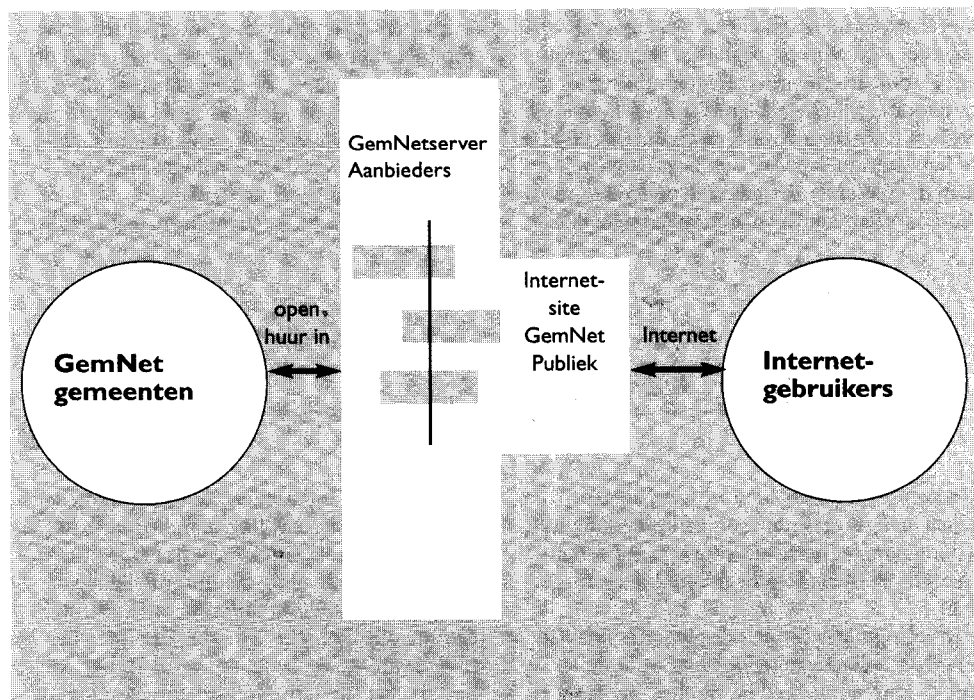 GemNetserver
Aanbieders
Internet-
site
GemNet
Publiek
open,
huur in
Internet
GemNet
gemeenten
Internet-
gebruikers